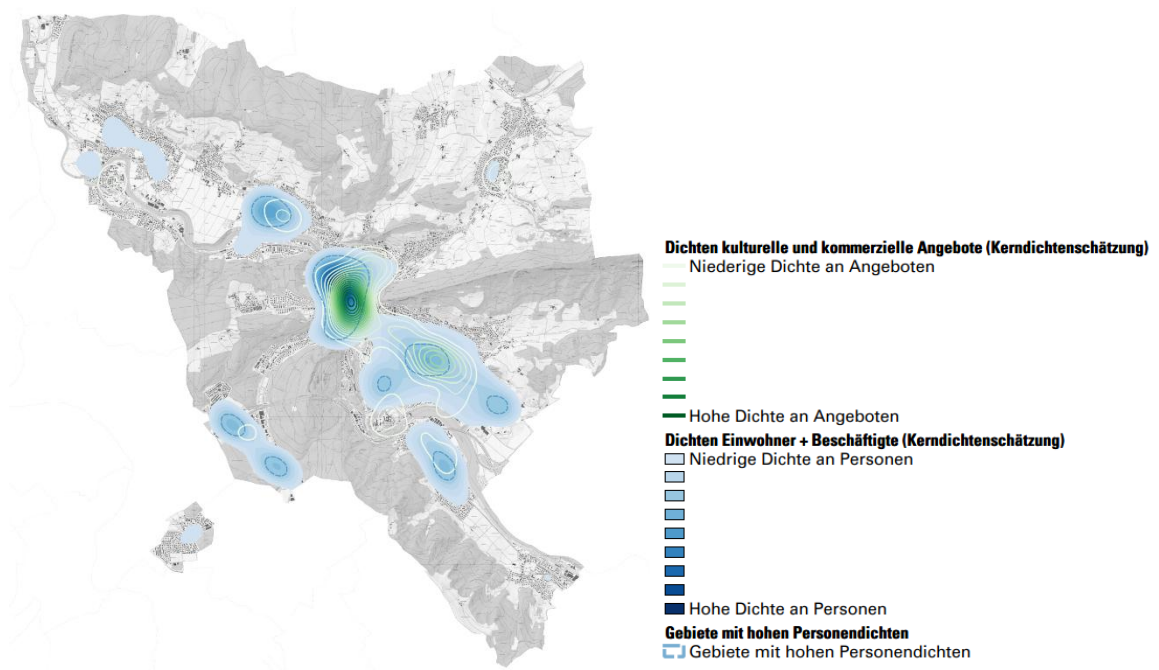 Dichten kulturelle und kommerzielle Angebote (Kerndichtenschätzung)
Niederige Dichte an Angeboten
Hohe Dichte an Angeboten
Dichten Einwohner + Beschäftigte (Kerndichtenschätzung)
Niedrige Dichte an Personen
Hohe Dichte an Personen
Gebiete mit hohen Personendichten
Gebiete mit hohen Personendichten